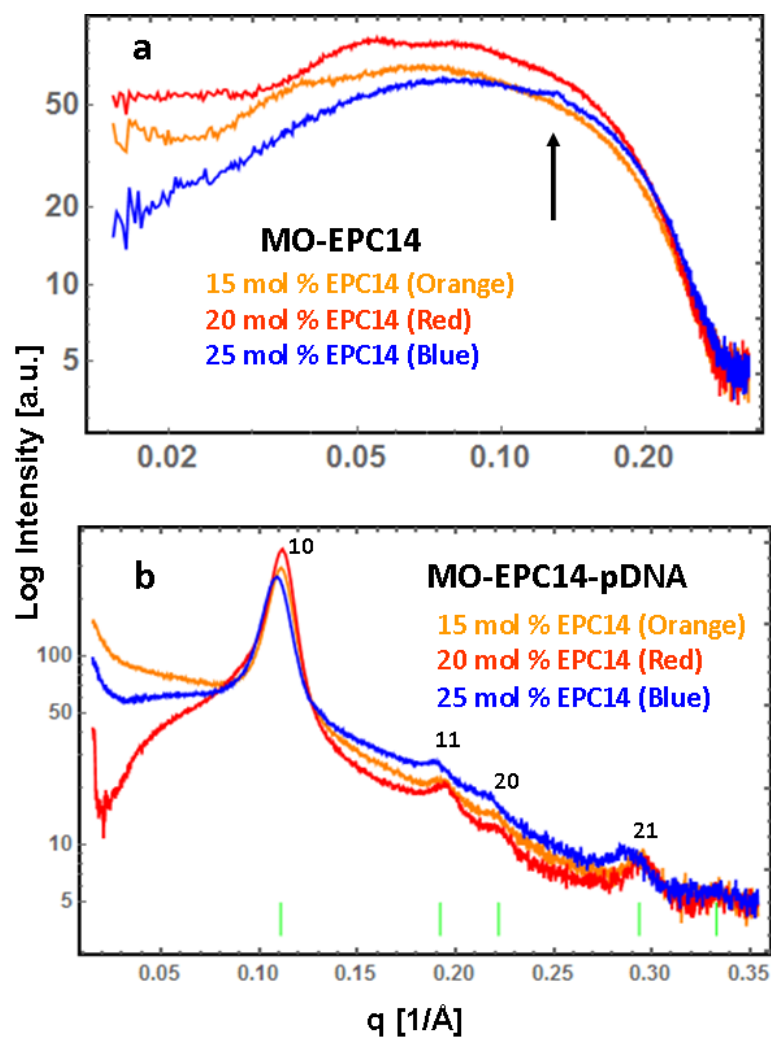 a
50
20
10
5
MO-EPC14
15 mol % EPC14 (Orange)
20 mol % EPC14 (Red)
25 mol % EPC14 (Blue)
0.02
0.05
0.10
0.20
Log Intensity [a.u.]
b
10
MO-EPC14-pDNA
15 mol % EPC14 (Orange)
20 mol % EPC14 (Red)
25 mol % EPC14 (Blue)
100
50
10
5
11
20
21
0.05
0.10
0.15
0.20
0.25
0.30
0.35
q [1/Å]